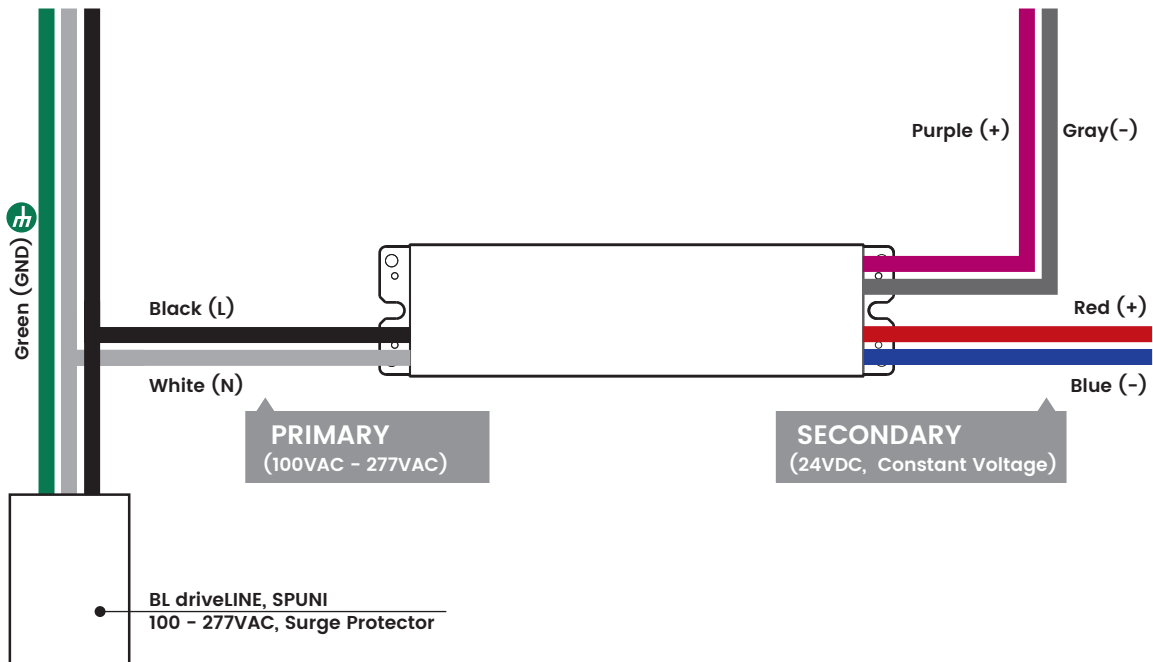 Purple (+)
Gray(-)
Green (GND)
Black (L)
Red (+)
White (N)
Blue (-)
PRIMARY
(100VAC - 277VAC)
SECONDARY
(24VDC, Constant Voltage)
BL driveLINE, SPUNI
100 - 277VAC, Surge Protector